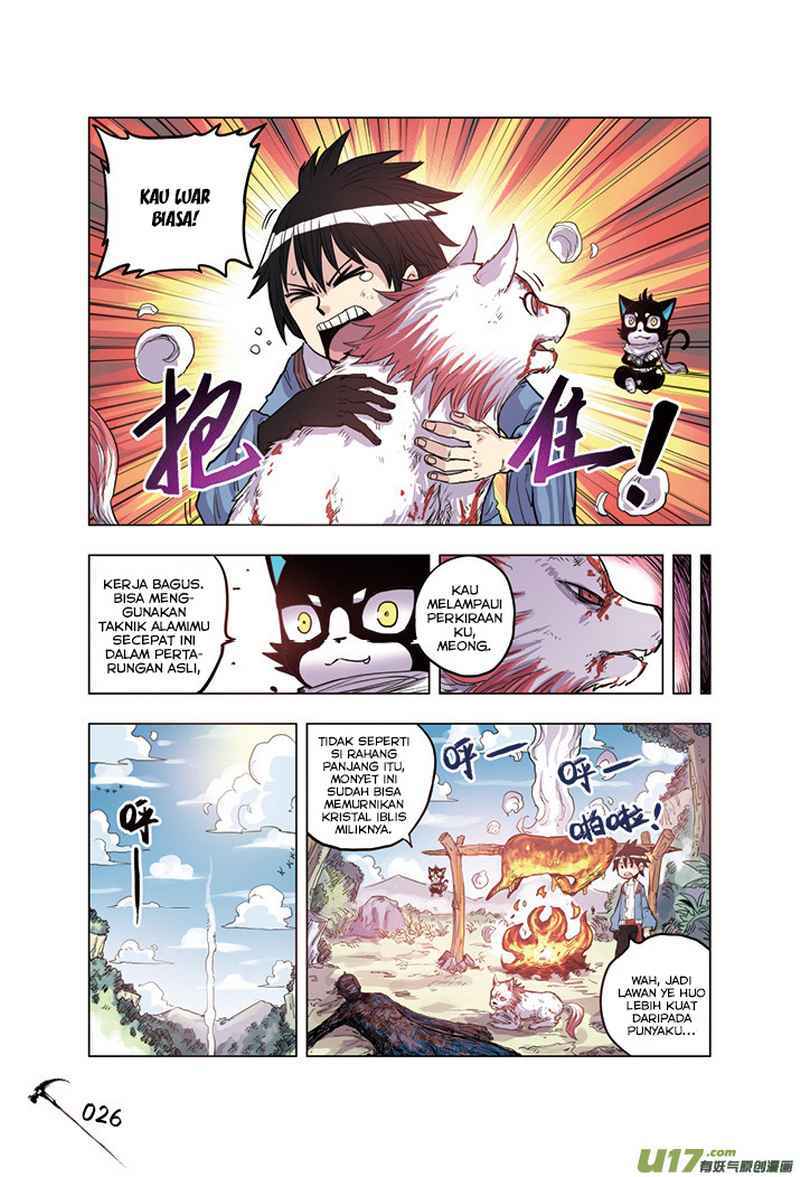 KAU LUAR
BIASA!
抱住!
KERJA BAGUS.
BISA MENG-
GUNAKAN
TAKNIK ALAMIMU
SECEPAT INI
DALAM PERTA-
RUNGAN ASLI,
KAU
MELAMPAUI
PERKIRAAN
KU,
MEONG.
呼—
TIDAK SEPERTI
SI RAHANG
PANJANG ITU,
MONYET INI
SUDAH BISA
MEMURNIKAN
KRISTAL IBLIS
MILIKNYA.
呼—
呼—
啪啦!
WAH, JADI
LAWAN YE HUO
LEBIH KUAT
DARIPADA
PUNYAKU...
026
U17.com
有妖气原创漫画